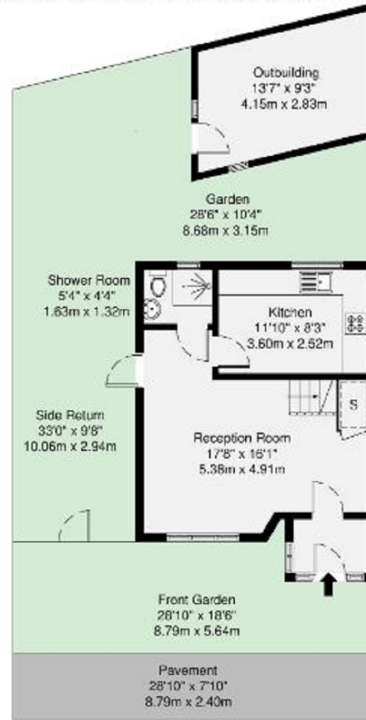 Outbuilding
13'7" x 9'3"
4.15m x 2.83m
Garden
28'6" x 10'4"
8.68m x 3.15m
Shower Room
5'4" x 4'4"
1.63m x 1.32m
Kitchen
11'10" x 8'3"
3.60m x 2.52m
S
Side Return
33'0" x 9'8"
10.06m x 2.94m
Reception Room
17'8" x 16'1"
5.38m x 4.91m
Front Garden
28'10" x 18'6"
8.79m x 5.64m
Pavement
28'10" x 7'10"
8.79m x 2.40m